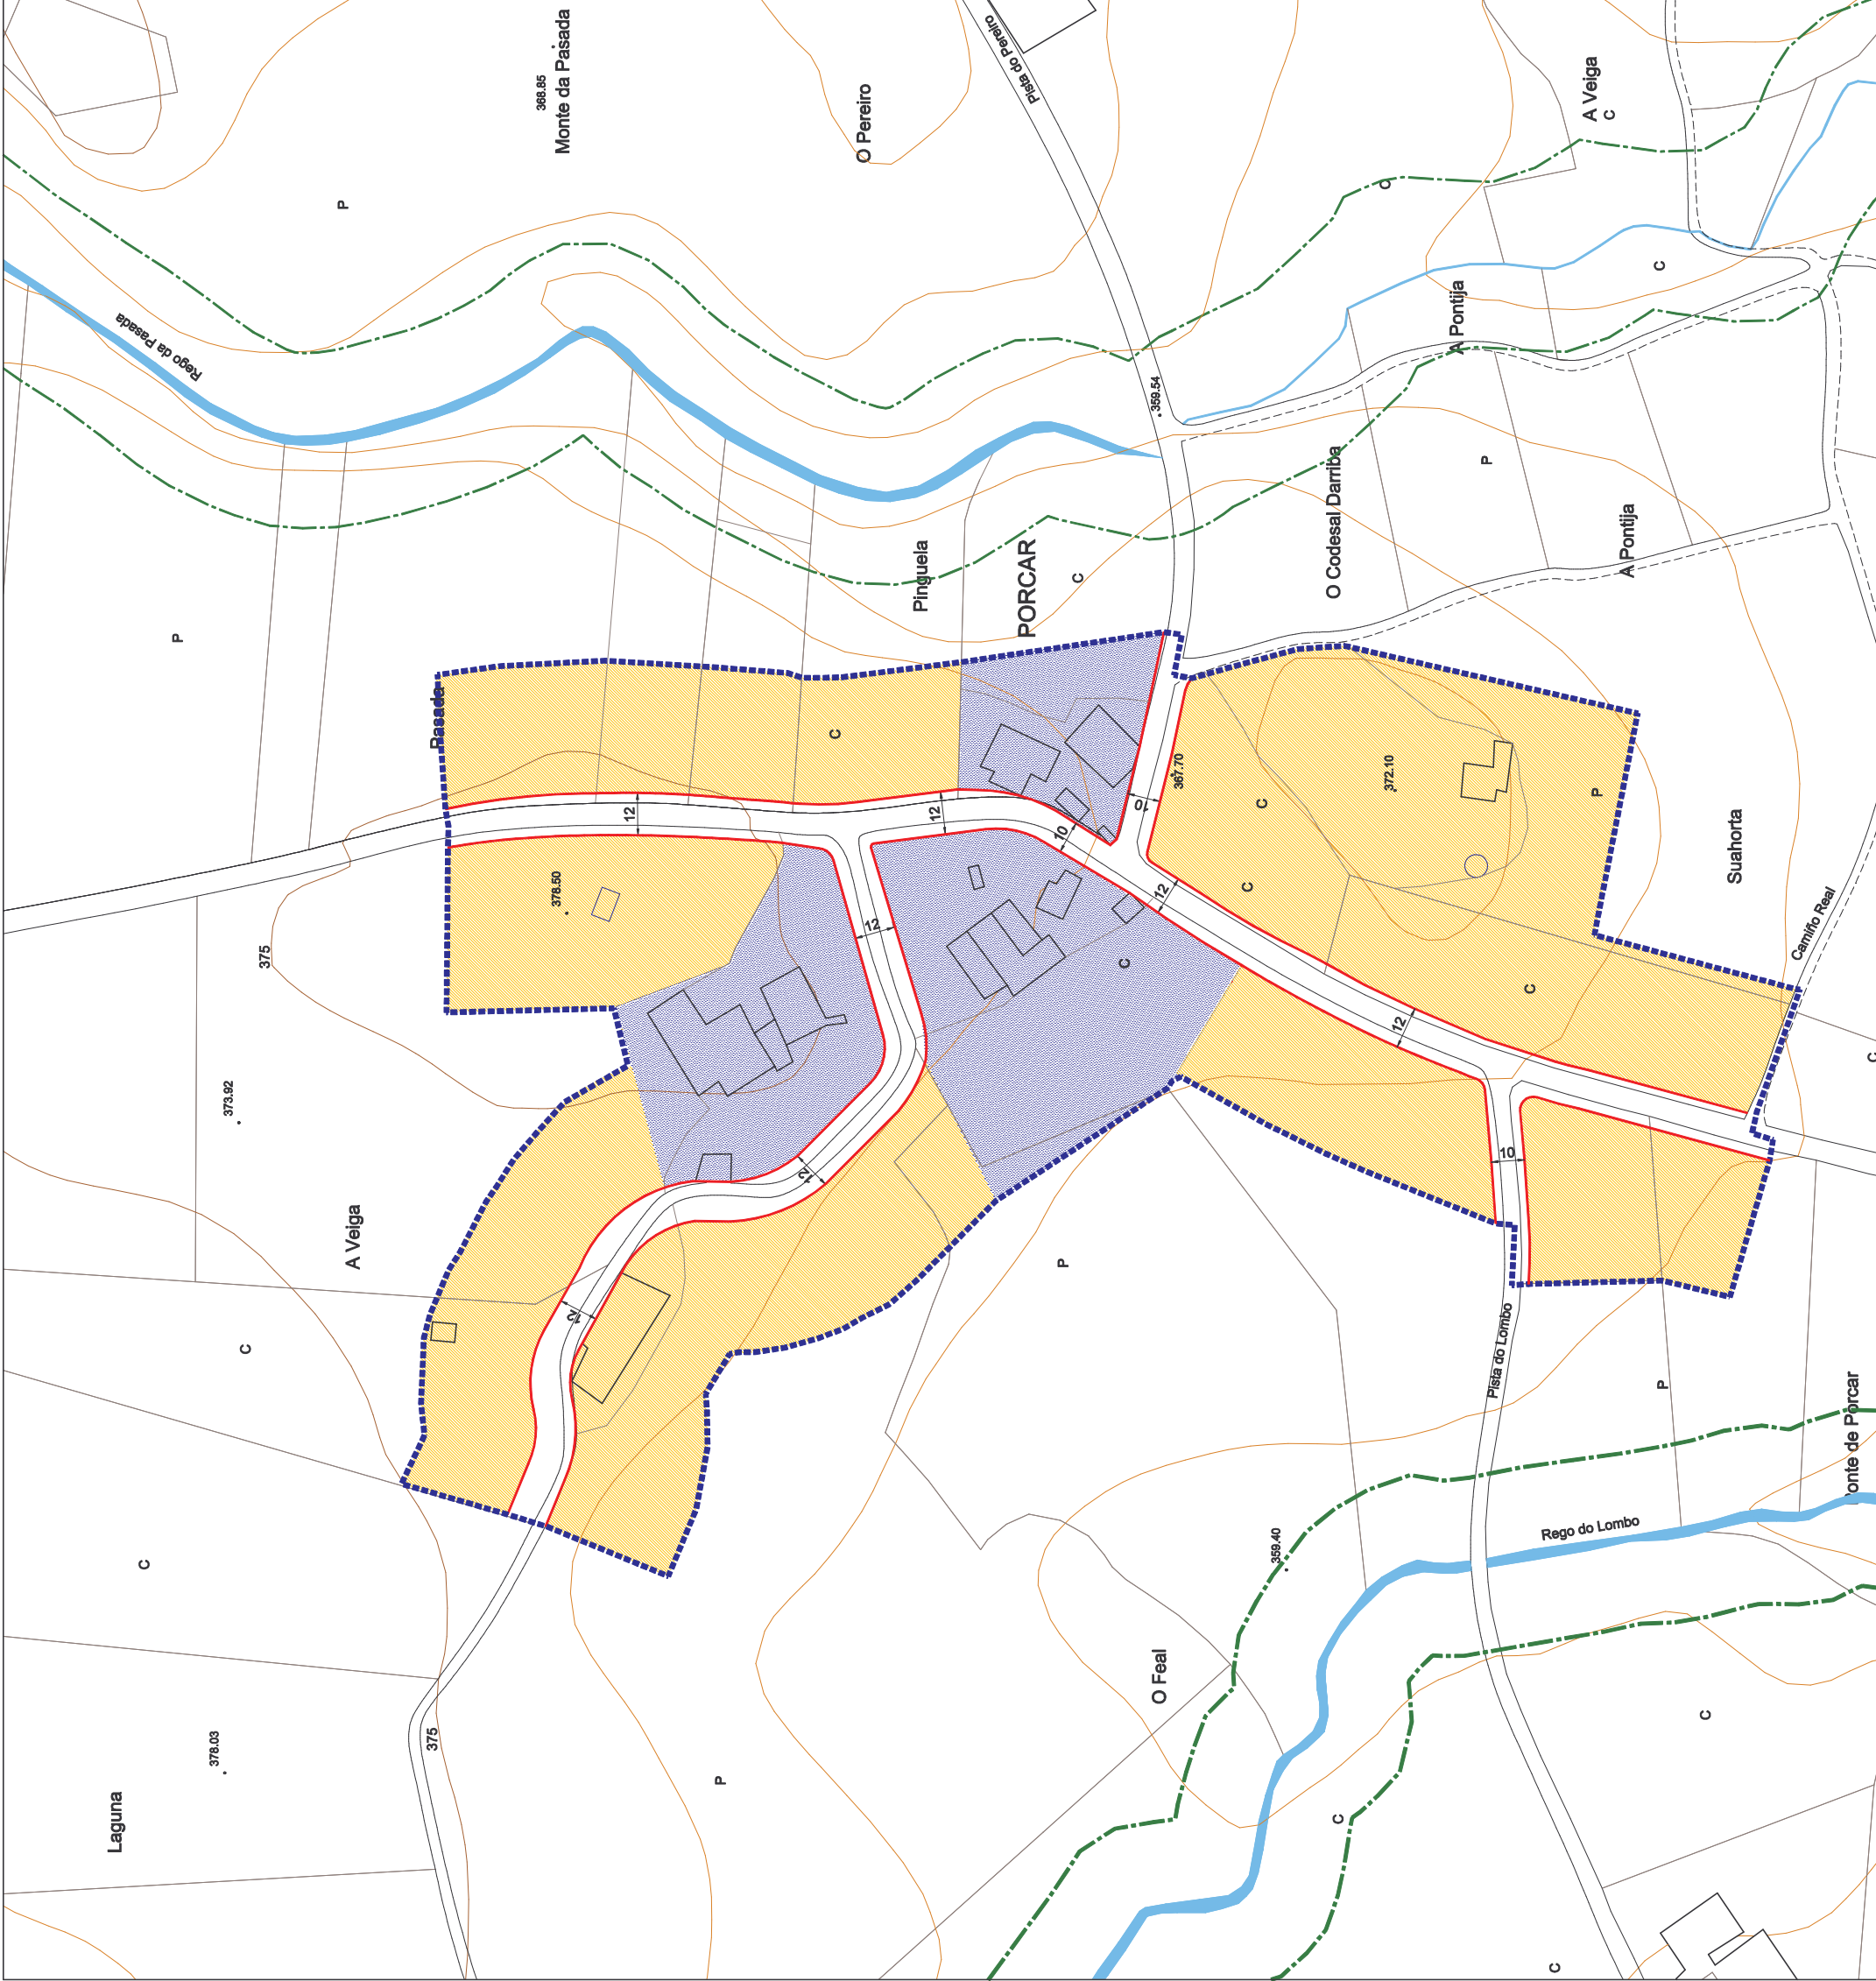 368.85
Monte da Pasada
O Pereiro
Pista do Pereiro
A Veiga
C
P
C
Rego da Pasada
C
A Pontija
359.54
O Codesal Darriba
P
A Pontija
Pinguela
PORCAR
C
P
Pasada
C
367.70
372.10
C
P
12
12
10
10
Suahorta
378.50
C
12
12
375
C
Camiño Real
C
12
373.92
C
10
12
A Veiga
P
12
C
Pista do Lombo
P
Ponte de Porcar
C
359.40
Rego do Lombo
O Feal
375
378.03
P
C
Laguna
C
C